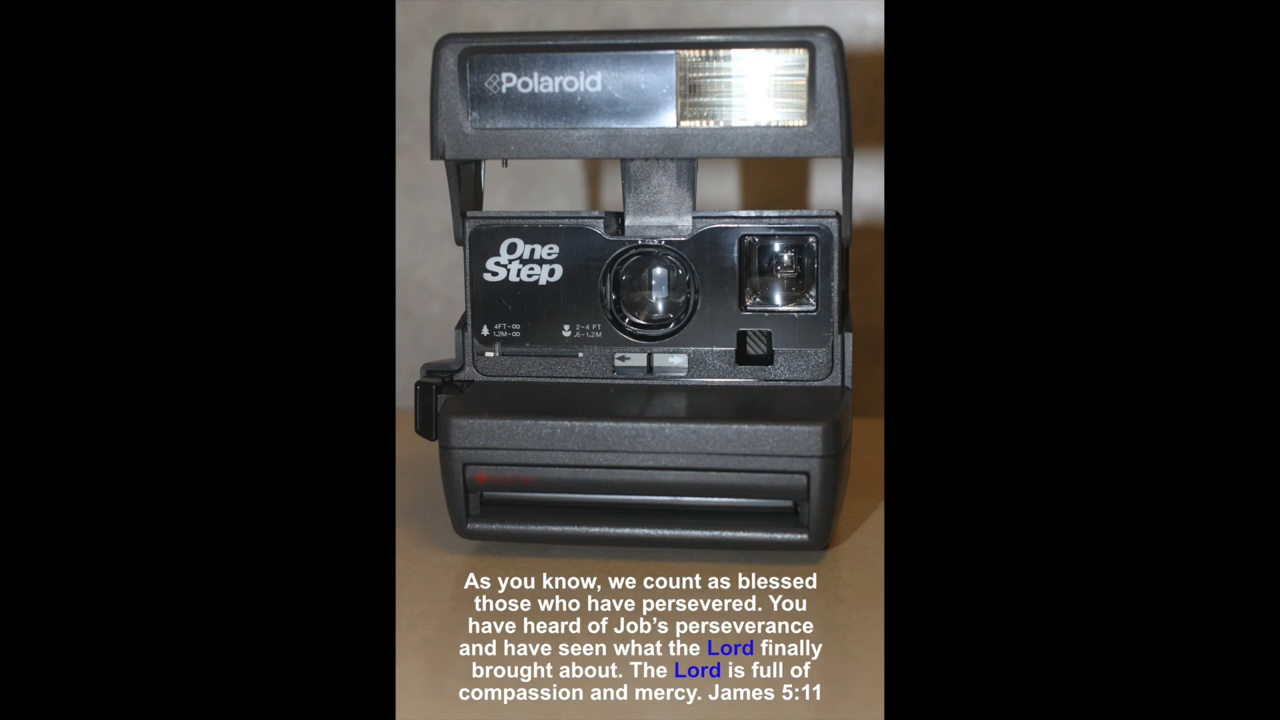 Polaroid
One
Step
4FT-∞
1.2M-∞
2-4 FT
.6-1.2M
As you know, we count as blessed
those who have persevered. You
have heard of Job’s perseverance
and have seen what the Lord finally
brought about. The Lord is full of
compassion and mercy. James 5:11